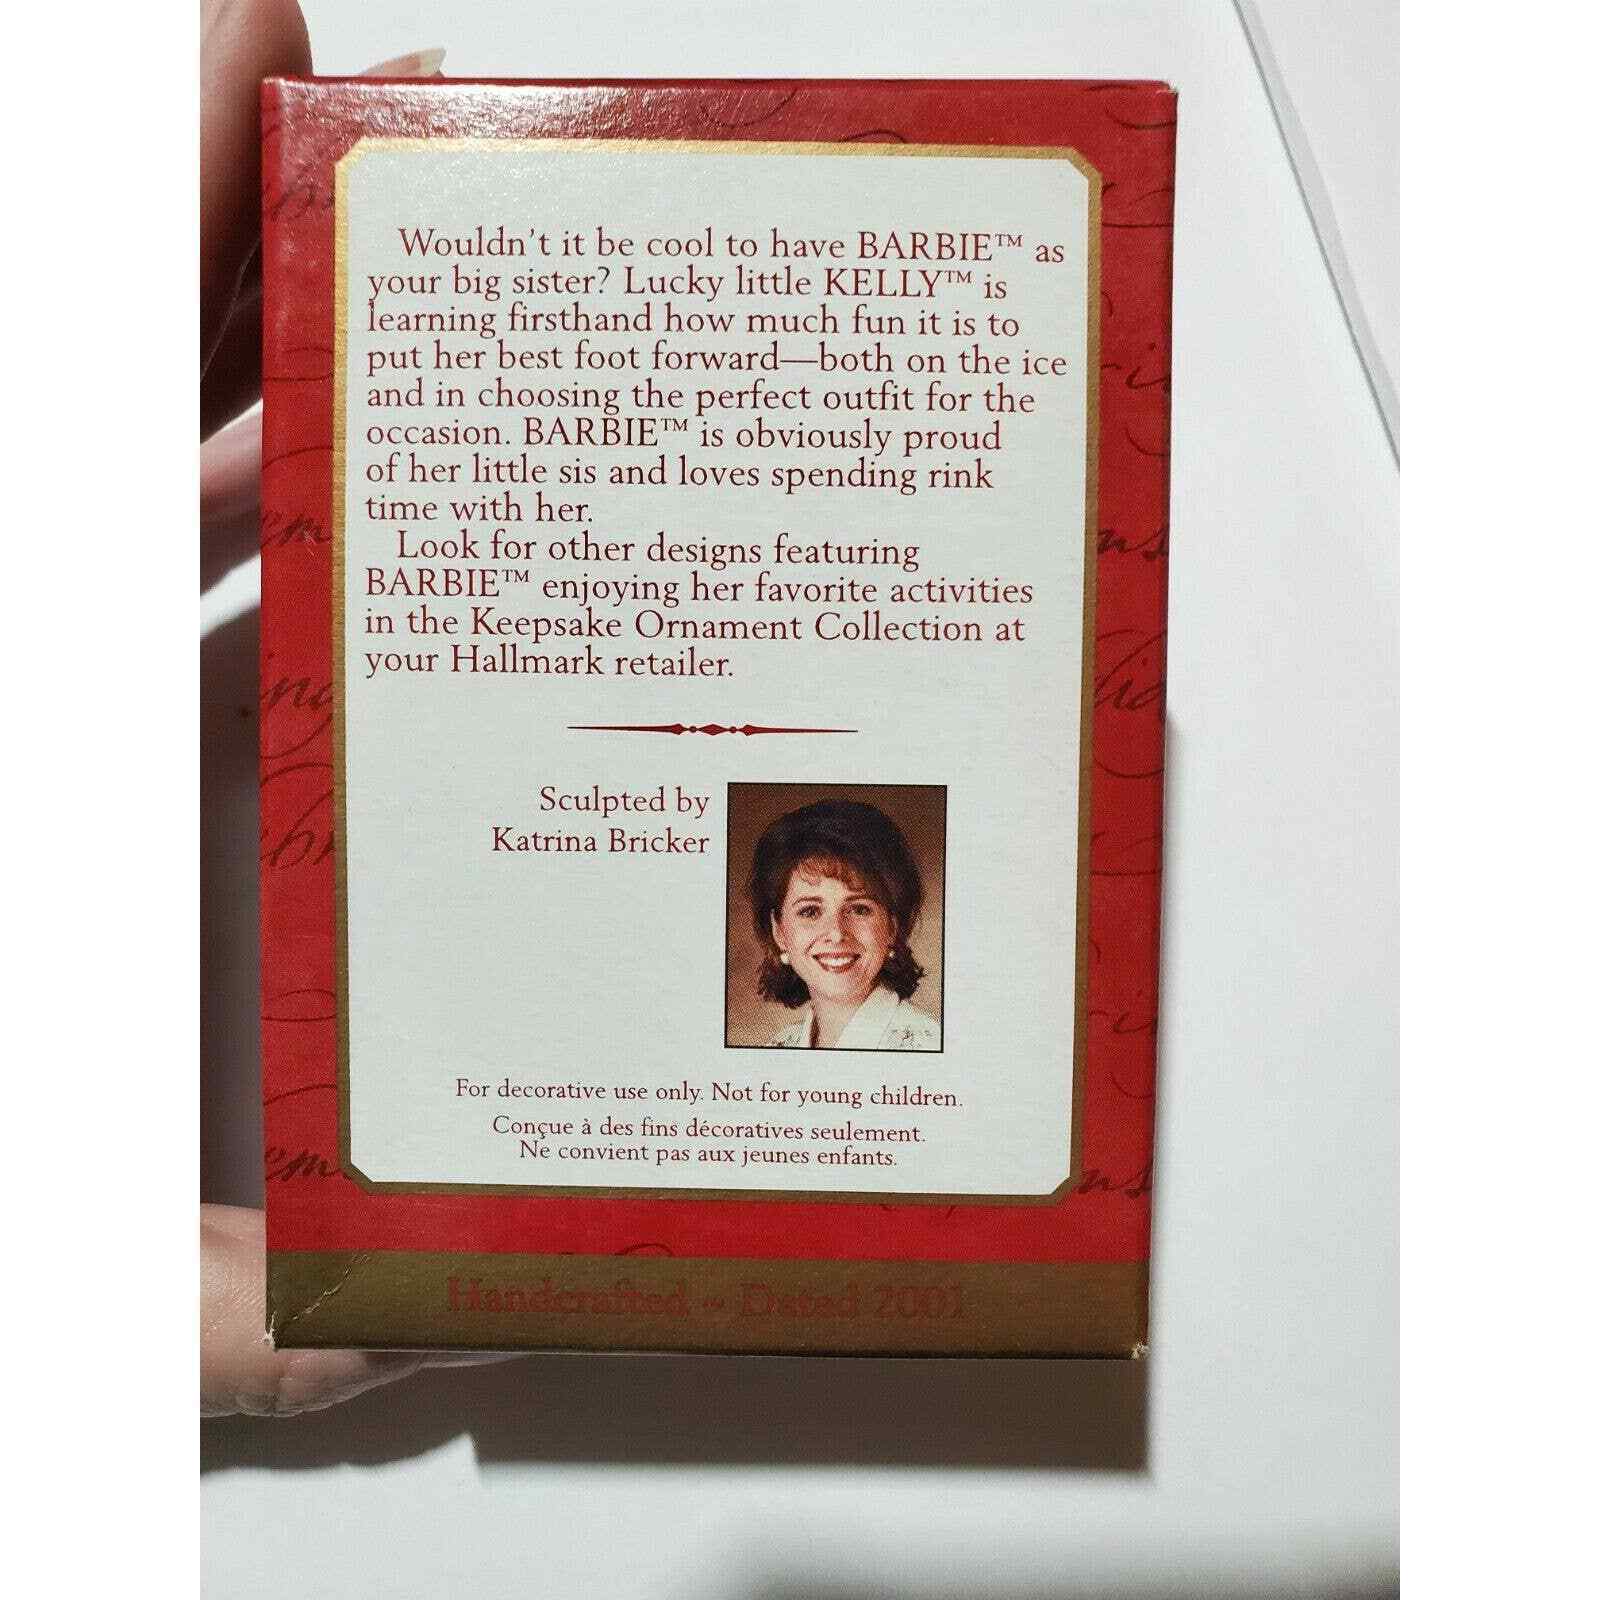 Wouldn't it be cool to have BARBIE™ as
your big sister? Lucky little KELLY™ is
learning firsthand how much fun it is to
put her best foot forward—both on the ice
and in choosing the perfect outfit for the
occasion. BARBIE™ is obviously proud
of her little sis and loves spending rink
time with her.
Look for other designs featuring
BARBIE™ enjoying her favorite activities
in the Keepsake Ornament Collection at
your Hallmark retailer.
Sculpted by
Katrina Bricker
For decorative use only. Not for young children.
Conçue à des fins décoratives seulement.
Ne convient pas aux jeunes enfants.
Handcrafted ~ Dated 2001